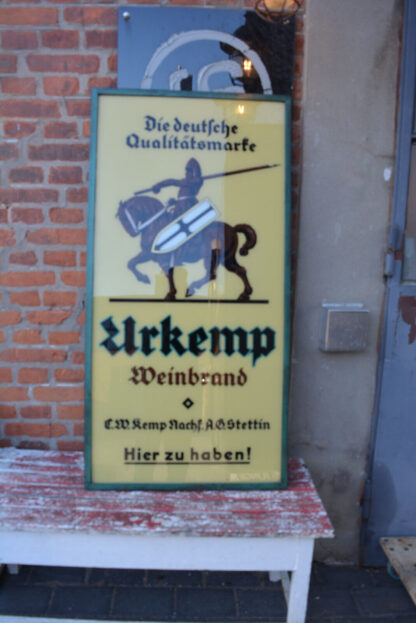 Die deutsche
Qualitätsmarke
Urkemp
Weinbrand
C.W. Kemp Nachf. A.G. Stettin
Hier zu haben!